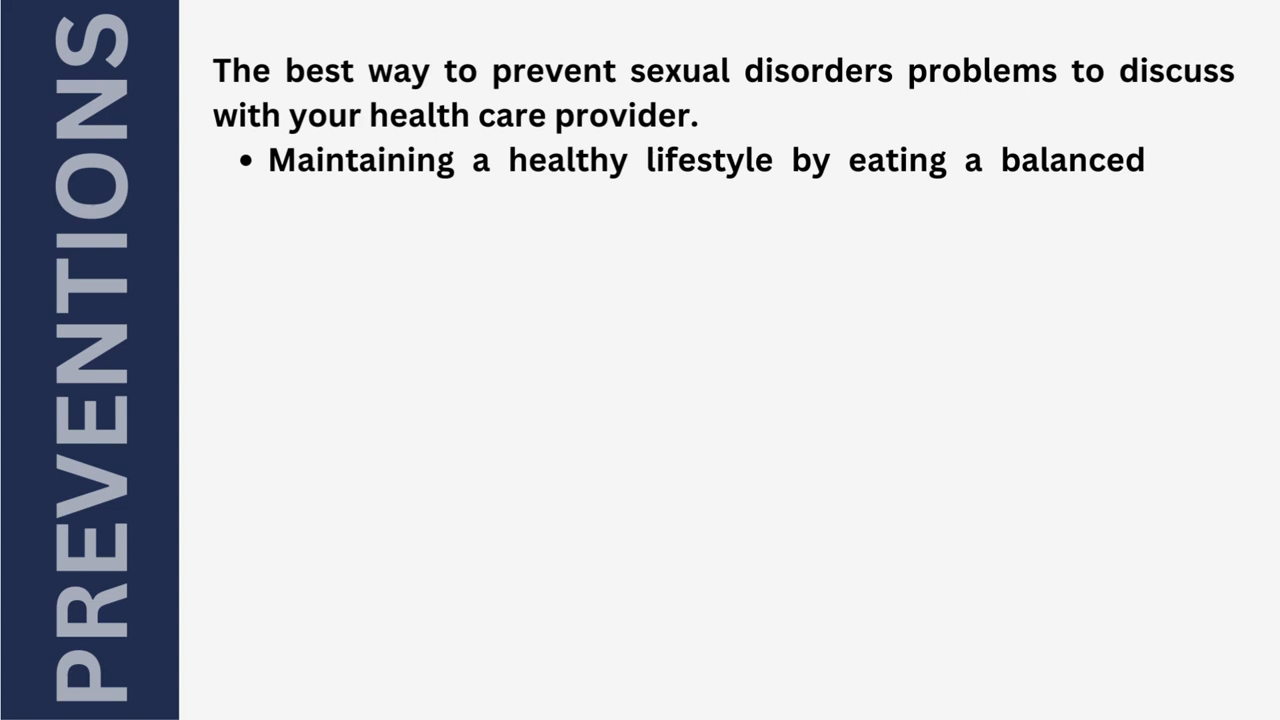 PREVENTIONS
The best way to prevent sexual disorders problems to discuss
with your health care provider.
• Maintaining a healthy lifestyle by eating a balanced